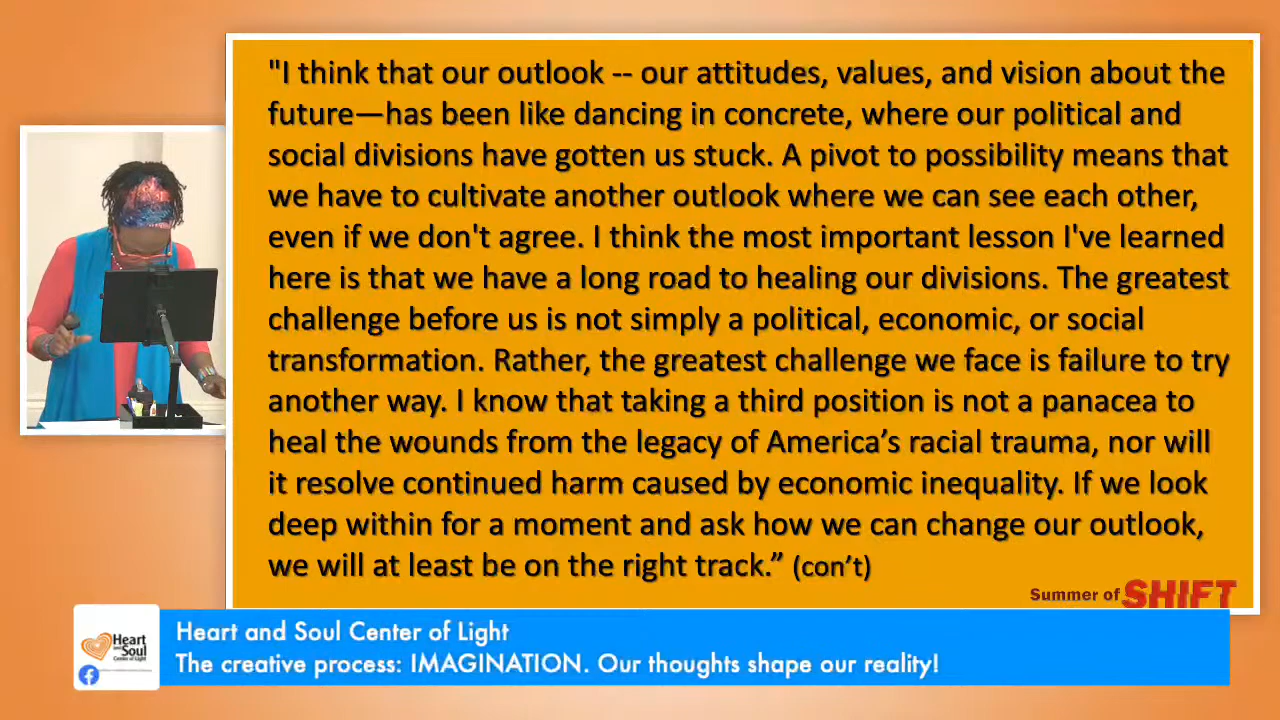 "I think that our outlook -- our attitudes, values, and vision about the
future—has been like dancing in concrete, where our political and
social divisions have gotten us stuck. A pivot to possibility means that
we have to cultivate another outlook where we can see each other,
even if we don't agree. I think the most important lesson I've learned
here is that we have a long road to healing our divisions. The greatest
challenge before us is not simply a political, economic, or social
transformation. Rather, the greatest challenge we face is failure to try
another way. I know that taking a third position is not a panacea to
heal the wounds from the legacy of America’s racial trauma, nor will
it resolve continued harm caused by economic inequality. If we look
deep within for a moment and ask how we can change our outlook,
we will at least be on the right track.” (con’t)
Summer of SHIFT
Heart
and Soul
Center of Light
Heart and Soul Center of Light
The creative process: IMAGINATION. Our thoughts shape our reality!